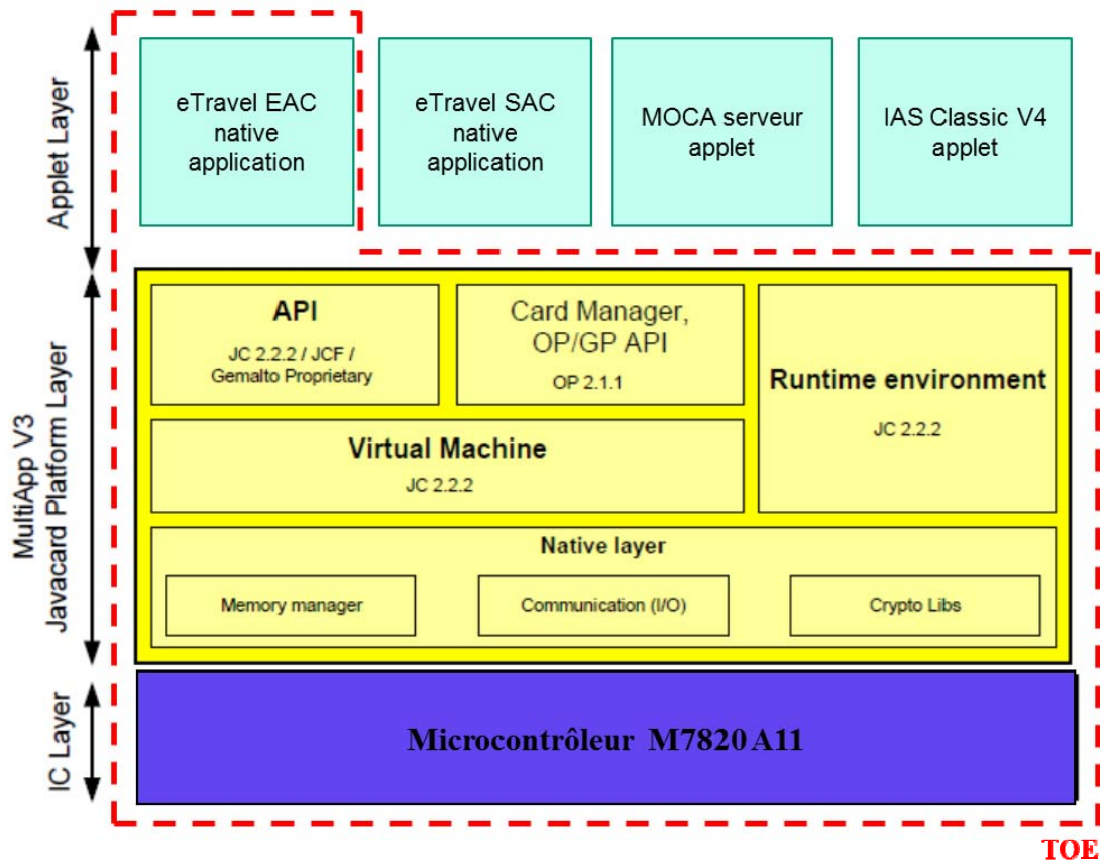 Applet Layer
eTravel EAC
native
application
eTravel SAC
native
application
MOCA serveur
applet
IAS Classic V4
applet
MultiApp V3
Javacard Platform Layer
API
JC 2.2.2 / JCF /
Gemalto Proprietary
Card Manager,
OP/GP API
OP 2.1.1
Runtime environment
JC 2.2.2
Virtual Machine
JC 2.2.2
Native layer
Memory manager
Communication (I/O)
Crypto Libs
IC Layer
Microcontrôleur M7820 A11
TOE